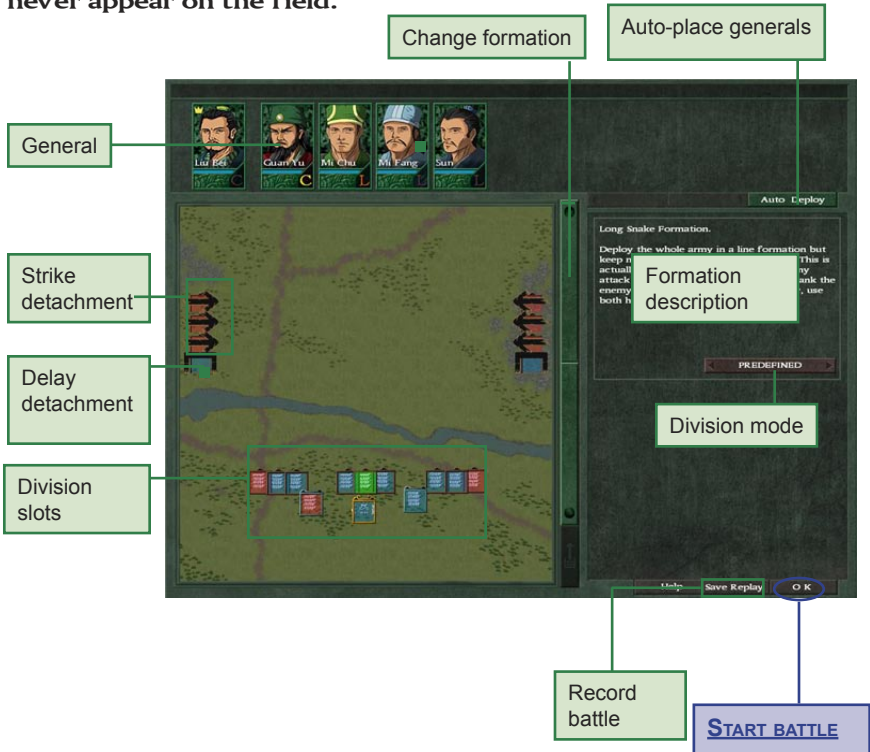 never appear on the field.
Change formation
Auto-place generals
General
Liu Bei
C
Guan Yu
C
Mi Chu
L
Mi Fang
L
Sun
L
Auto Deploy
Strike
detachment
Long Snake Formation.
Deploy the whole army in a line formation but
keep
This is
actually
attack
ank the
enemy
, use
both
Formation
description
Delay
detachment
PREDEFINED
Division mode
Division
slots
Help
Save Replay
OK
Record
battle
START BATTLE